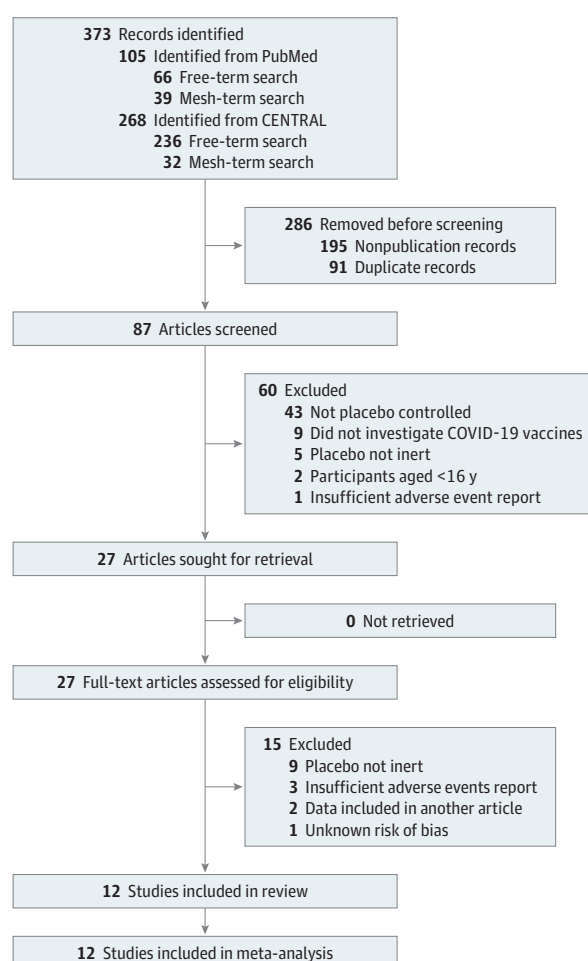 373 Records identified
105 Identified from PubMed
66 Free-term search
39 Mesh-term search
268 Identified from CENTRAL
236 Free-term search
32 Mesh-term search
286 Removed before screening
195 Nonpublication records
91 Duplicate records
87 Articles screened
60 Excluded
43 Not placebo controlled
9 Did not investigate COVID-19 vaccines
5 Placebo not inert
2 Participants aged <16 y
1 Insufficient adverse event report
27 Articles sought for retrieval
0 Not retrieved
27 Full-text articles assessed for eligibility
15 Excluded
9 Placebo not inert
3 Insufficient adverse events report
2 Data included in another article
1 Unknown risk of bias
12 Studies included in review
12 Studies included in meta-analysis